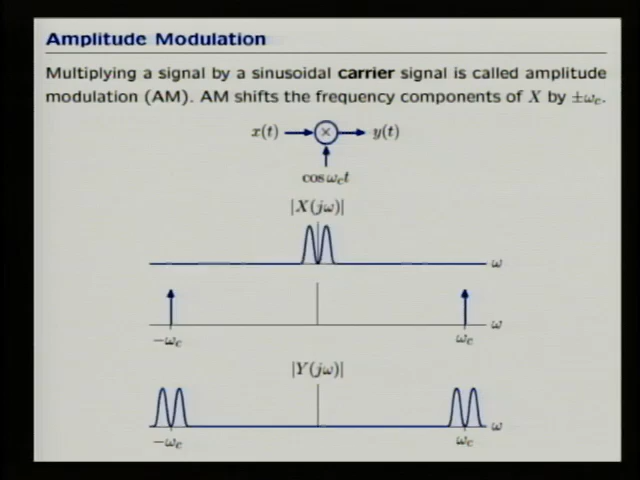 Amplitude Modulation
Multiplying a signal by a sinusoidal carrier signal is called amplitude
modulation (AM). AM shifts the frequency components of X by ±ωc.
x(t) × y(t)
cos ωct
|X(jω)|
ω
ω
−ωc ωc
|Y(jω)|
ω
−ωc ωc